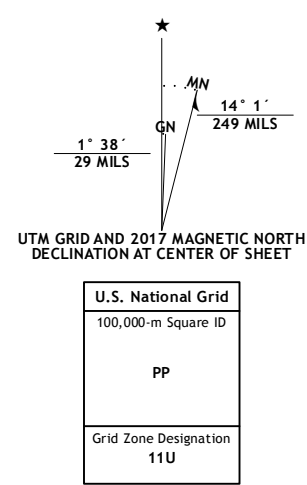 MN
GN
14° 1´
249 MILS
1° 38´
29 MILS
UTM GRID AND 2017 MAGNETIC NORTH
DECLINATION AT CENTER OF SHEET
U.S. National Grid
100,000-m Square ID
PP
Grid Zone Designation
11U